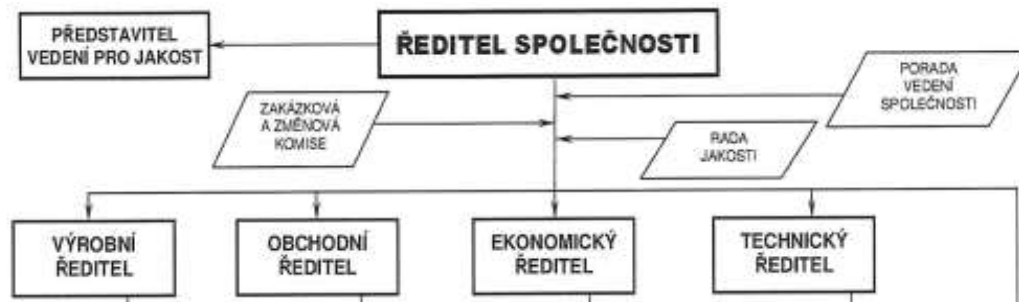 PŘEDSTAVITEL
VEDENÍ PRO JAKOST
ŘEDITEL SPOLEČNOSTI
PORADA
VEDENÍ
SPOLEČNOSTI
ZAKÁZKOVÁ
A ZMĚNOVÁ
KOMISE
RADA
JAKOSTI
VÝROBNÍ
ŘEDITEL
OBCHODNÍ
ŘEDITEL
EKONOMICKÝ
ŘEDITEL
TECHNICKÝ
ŘEDITEL